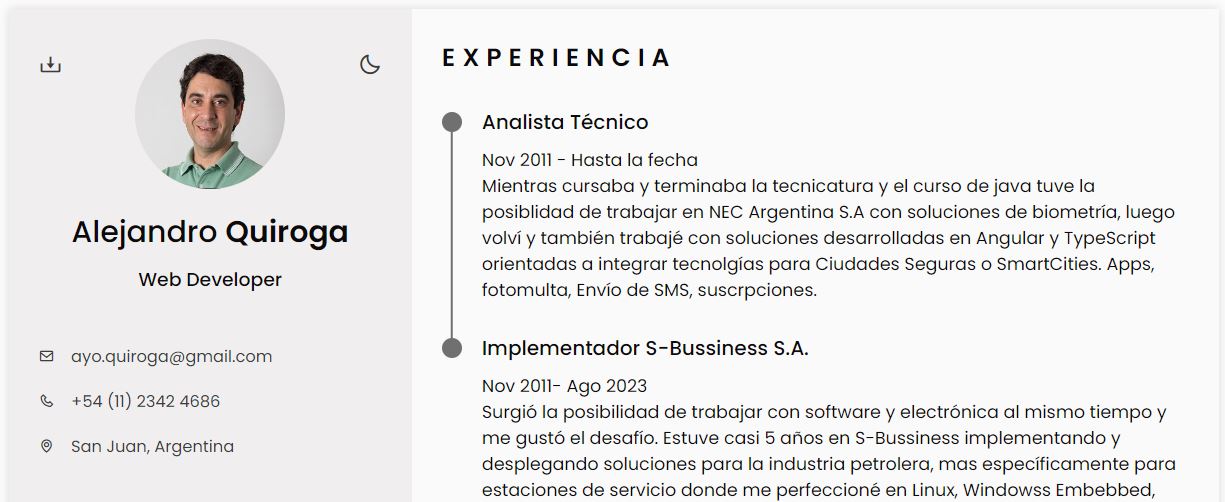 Alejandro Quiroga
Web Developer
ayo.quiroga@gmail.com
+54 (11) 2342 4686
San Juan, Argentina
EXPERIENCIA
Analista Técnico
Nov 2011 - Hasta la fecha
Mientras cursaba y terminaba la tecnicatura y el curso de java tuve la
posiblidad de trabajar en NEC Argentina S.A con soluciones de biometría, luego
volví y también trabajé con soluciones desarrolladas en Angular y TypeScript
orientadas a integrar tecnolgías para Ciudades Seguras o SmartCities. Apps,
fotomulta, Envío de SMS, suscrpciones.
Implementador S-Bussiness S.A.
Nov 2011- Ago 2023
Surgió la posibilidad de trabajar con software y electrónica al mismo tiempo y
me gustó el desafío. Estuve casi 5 años en S-Bussiness implementando y
desplegando soluciones para la industria petrolera, mas específicamente para
estaciones de servicio donde me perfeccioné en Linux, Windowss Embebbed,